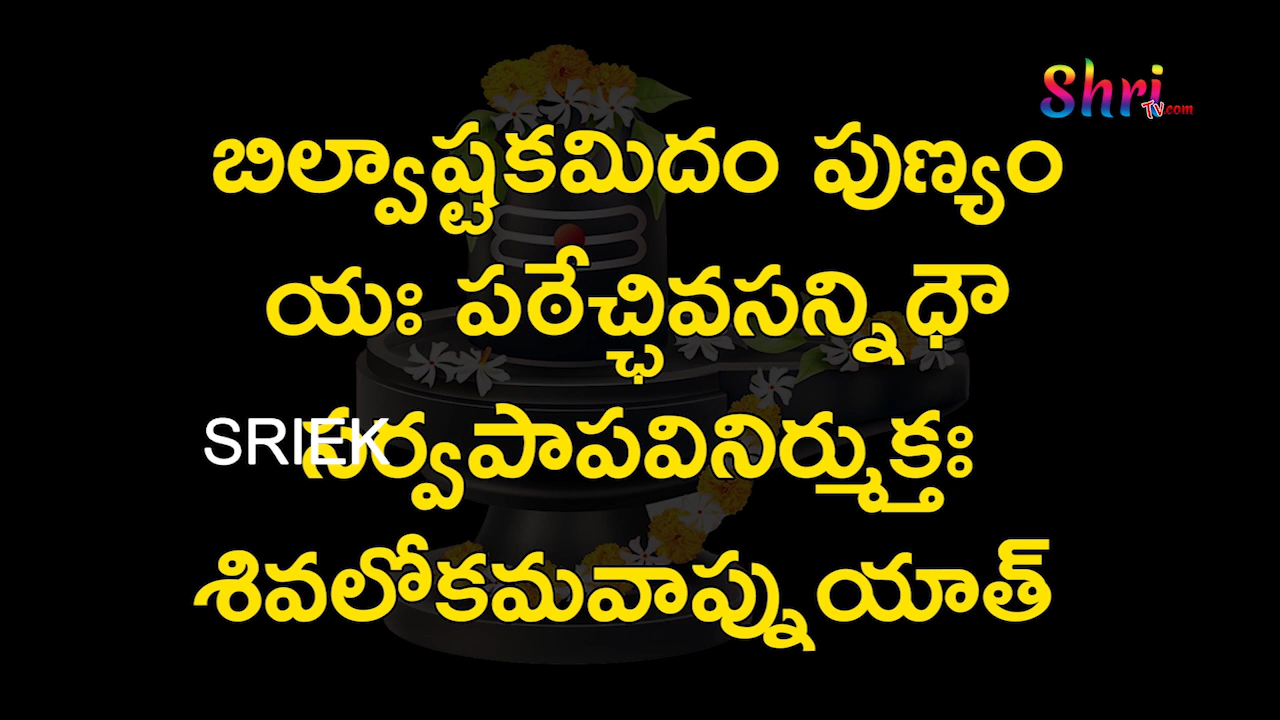 Shri
TV.com
బిల్వాష్టకమిదం పుణ్యం
యః పఠేచ్ఛివసన్నిధౌ
SRIEK
సర్వపాపవినిర్ముక్తః
శివలోకమవాప్నుయాత్